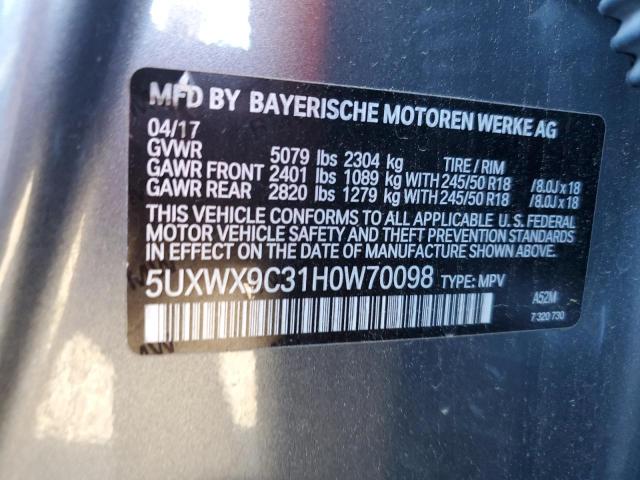 MFD BY BAYERISCHE MOTOREN WERKE AG
04/17
GVWR 5079 lbs 2304 kg TIRE / RIM
GAWR FRONT 2401 lbs 1089 kg WITH 245/50 R18 /8.0J x 18
GAWR REAR 2820 lbs 1279 kg WITH 245/50 R18 /8.0J x 18
THIS VEHICLE CONFORMS TO ALL APPLICABLE U. S. FEDERAL
MOTOR VEHICLE SAFETY AND THEFT PREVENTION STANDARDS
IN EFFECT ON THE DATE OF MANUFACTURE SHOWN ABOVE.
5UXWX9C31H0W70098 TYPE: MPV
A52M
7 320 730